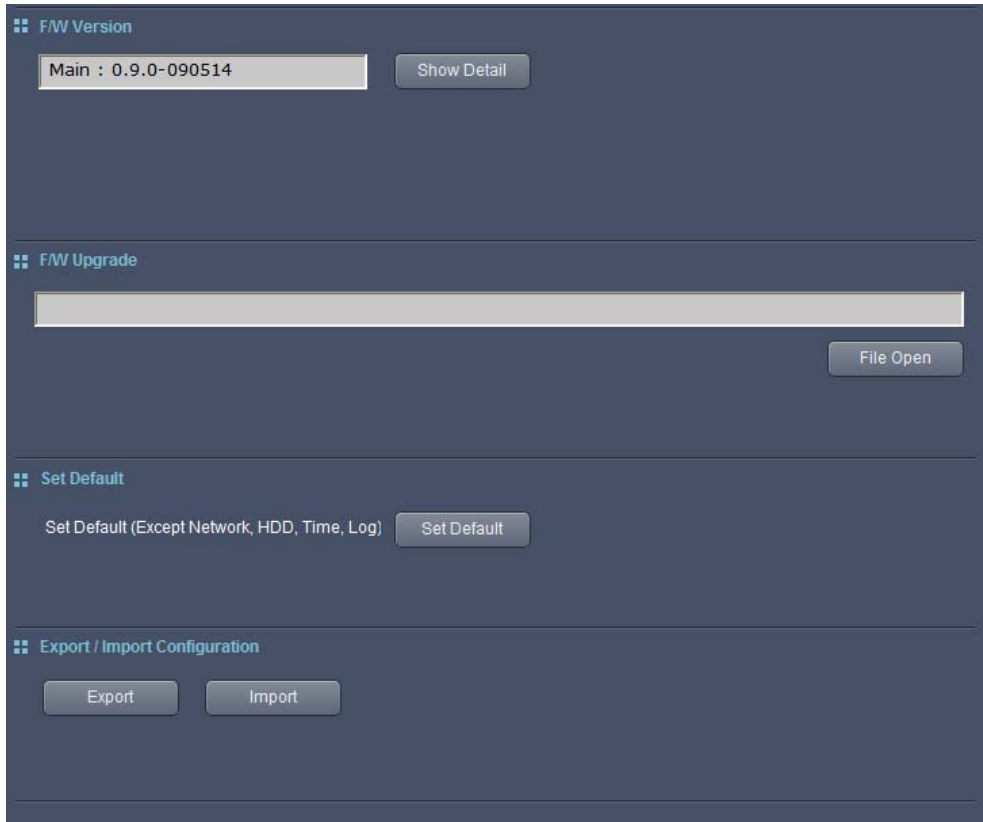 F/W Version
Main : 0.9.0-090514
Show Detail
F/W Upgrade
File Open
Set Default
Set Default (Except Network, HDD, Time, Log)
Set Default
Export / Import Configuration
Export
Import